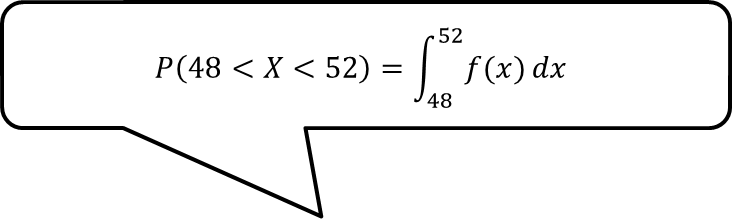 P(48 < X < 52) = ∫_{48}^{52} f(x) dx